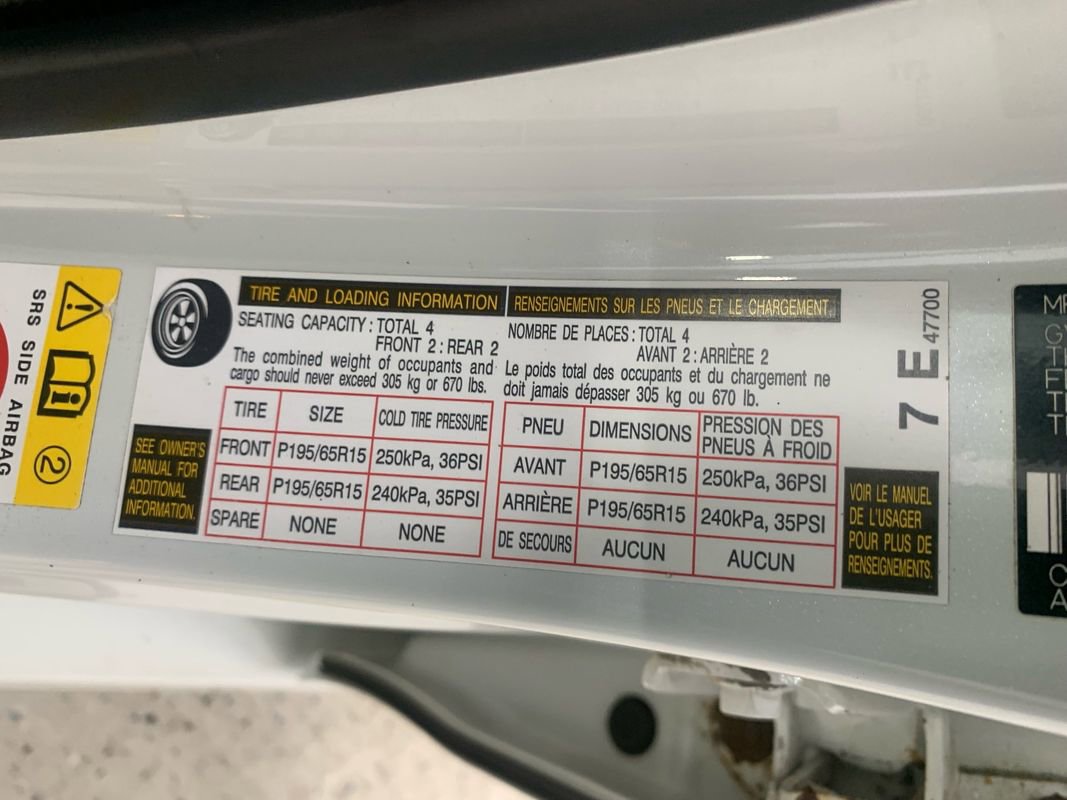 SRS SIDE AIRBAG
2
TIRE AND LOADING INFORMATION
SEATING CAPACITY : TOTAL 4
FRONT 2 : REAR 2
The combined weight of occupants and
cargo should never exceed 305 kg or 670 lbs.
TIRE SIZE COLD TIRE PRESSURE
FRONT P195/65R15 250kPa, 36PSI
REAR P195/65R15 240kPa, 35PSI
SPARE NONE NONE
SEE OWNER'S
MANUAL FOR
ADDITIONAL
INFORMATION.
RENSEIGNEMENTS SUR LES PNEUS ET LE CHARGEMENT.
NOMBRE DE PLACES : TOTAL 4
AVANT 2 : ARRIÈRE 2
Le poids total des occupants et du chargement ne
doit jamais dépasser 305 kg ou 670 lb.
PNEU DIMENSIONS PRESSION DES
PNEUS À FROID
AVANT P195/65R15 250kPa, 36PSI
ARRIÈRE P195/65R15 240kPa, 35PSI
DE SECOURS AUCUN AUCUN
VOIR LE MANUEL
DE L'USAGER
POUR PLUS DE
RENSEIGNEMENTS.
7 E 47700